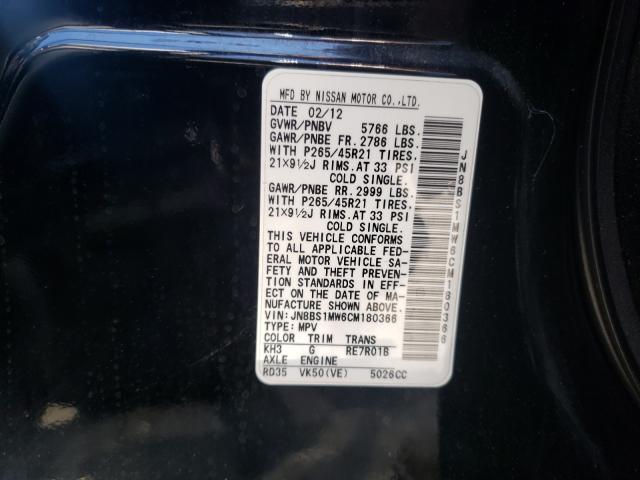 MFD BY NISSAN MOTOR CO.,LTD.
DATE 02/12
GVWR/PNBV 5766 LBS.
GAWR/PNBE FR. 2786 LBS.
WITH P265/45R21 TIRES.
21X9½J RIMS.AT 33 PSI
COLD SINGLE.
GAWR/PNBE RR. 2999 LBS.
WITH P265/45R21 TIRES.
21X9½J RIMS.AT 33 PSI
COLD SINGLE.
THIS VEHICLE CONFORMS
TO ALL APPLICABLE FED-
ERAL MOTOR VEHICLE SA-
FETY AND THEFT PREVEN-
TION STANDARDS IN EFF-
ECT ON THE DATE OF MA-
NUFACTURE SHOWN ABOVE.
VIN:JN8BS1MW6CM180366
TYPE:MPV
COLOR TRIM TRANS
KH3 G RE7R01B
AXLE ENGINE
RD35 VK50(VE) 5026CC
JN8BS1MW6CM180366